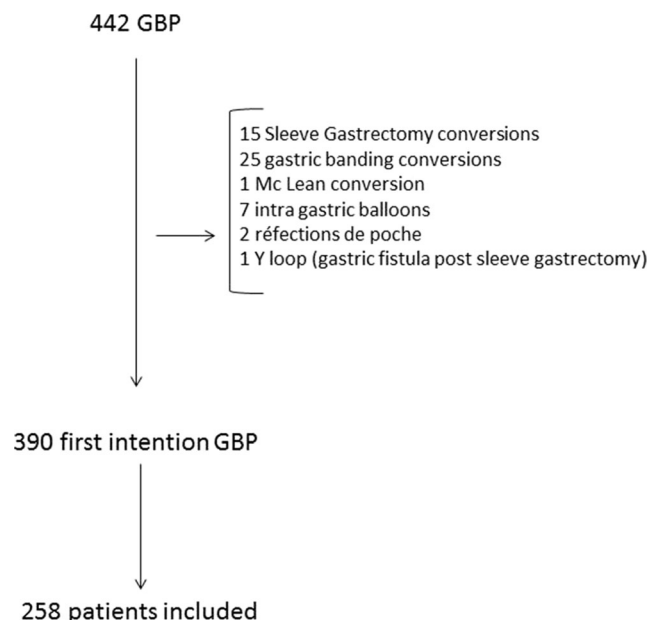 442 GBP
15 Sleeve Gastrectomy conversions
25 gastric banding conversions
1 Mc Lean conversion
7 intra gastric balloons
2 réfections de poche
1 Y loop (gastric fistula post sleeve gastrectomy)
390 first intention GBP
258 patients included